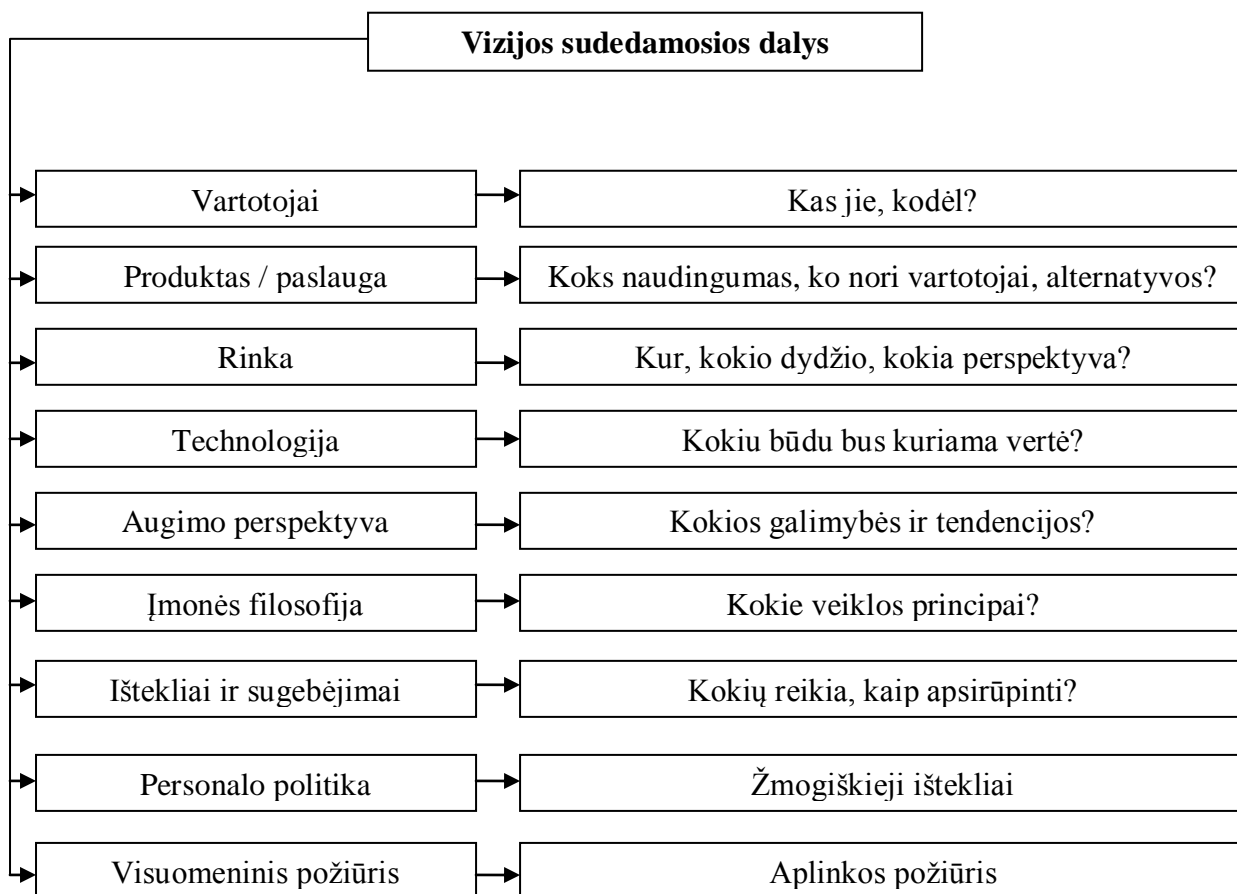 Vizijos sudedamosios dalys
Vartotojai
Kas jie, kodėl?
Produktas / paslauga
Koks naudingumas, ko nori vartotojai, alternatyvos?
Rinka
Kur, kokio dydžio, kokia perspektyva?
Technologija
Kokiu būdu bus kuriama vertė?
Augimo perspektyva
Kokios galimybės ir tendencijos?
Įmonės filosofija
Kokie veiklos principai?
Ištekliai ir sugebėjimai
Kokių reikia, kaip apsirūpinti?
Personalo politika
Žmogiškieji ištekliai
Visuomeninis požiūris
Aplinkos požiūris